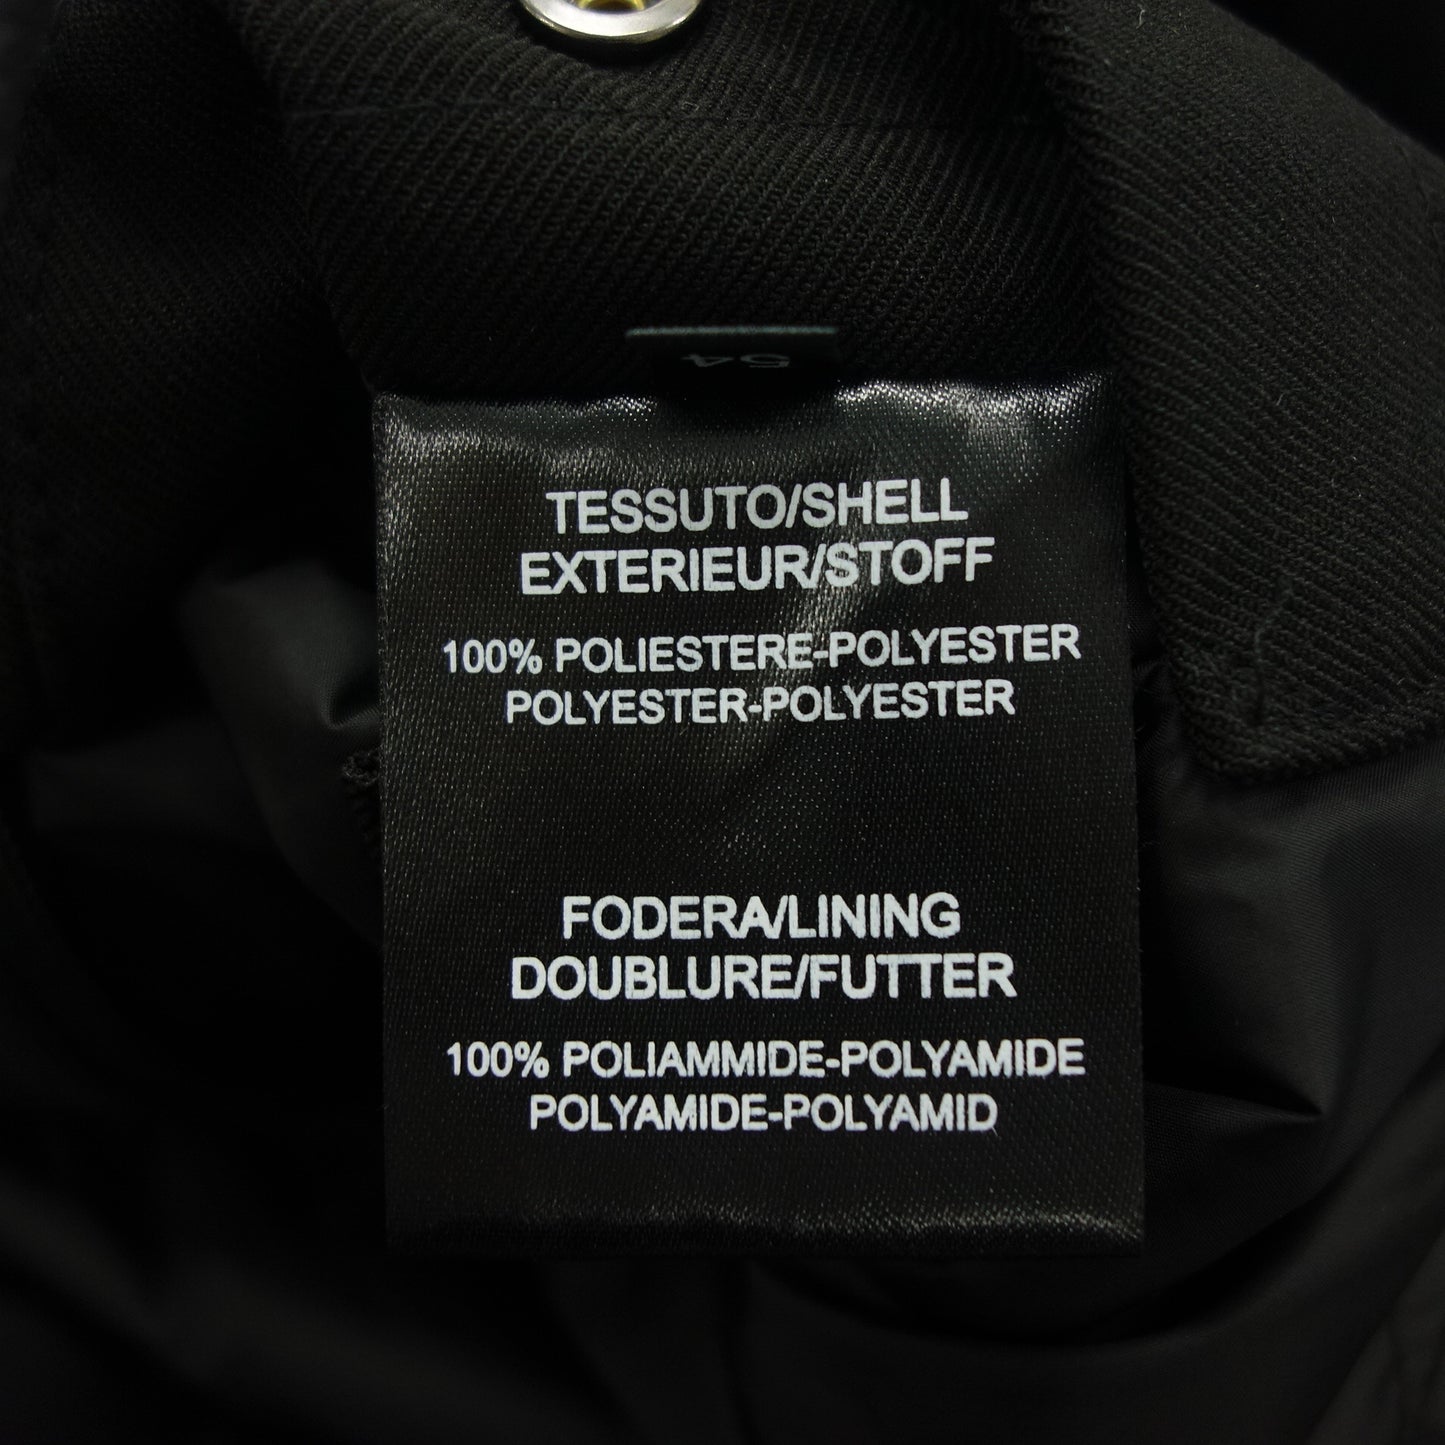 54
TESSUTO/SHELL
EXTERIEUR/STOFF
100% POLIESTERE-POLYESTER
POLYESTER-POLYESTER
FODERA/LINING
DOUBLURE/FUTTER
100% POLIAMMIDE-POLYAMIDE
POLYAMIDE-POLYAMID